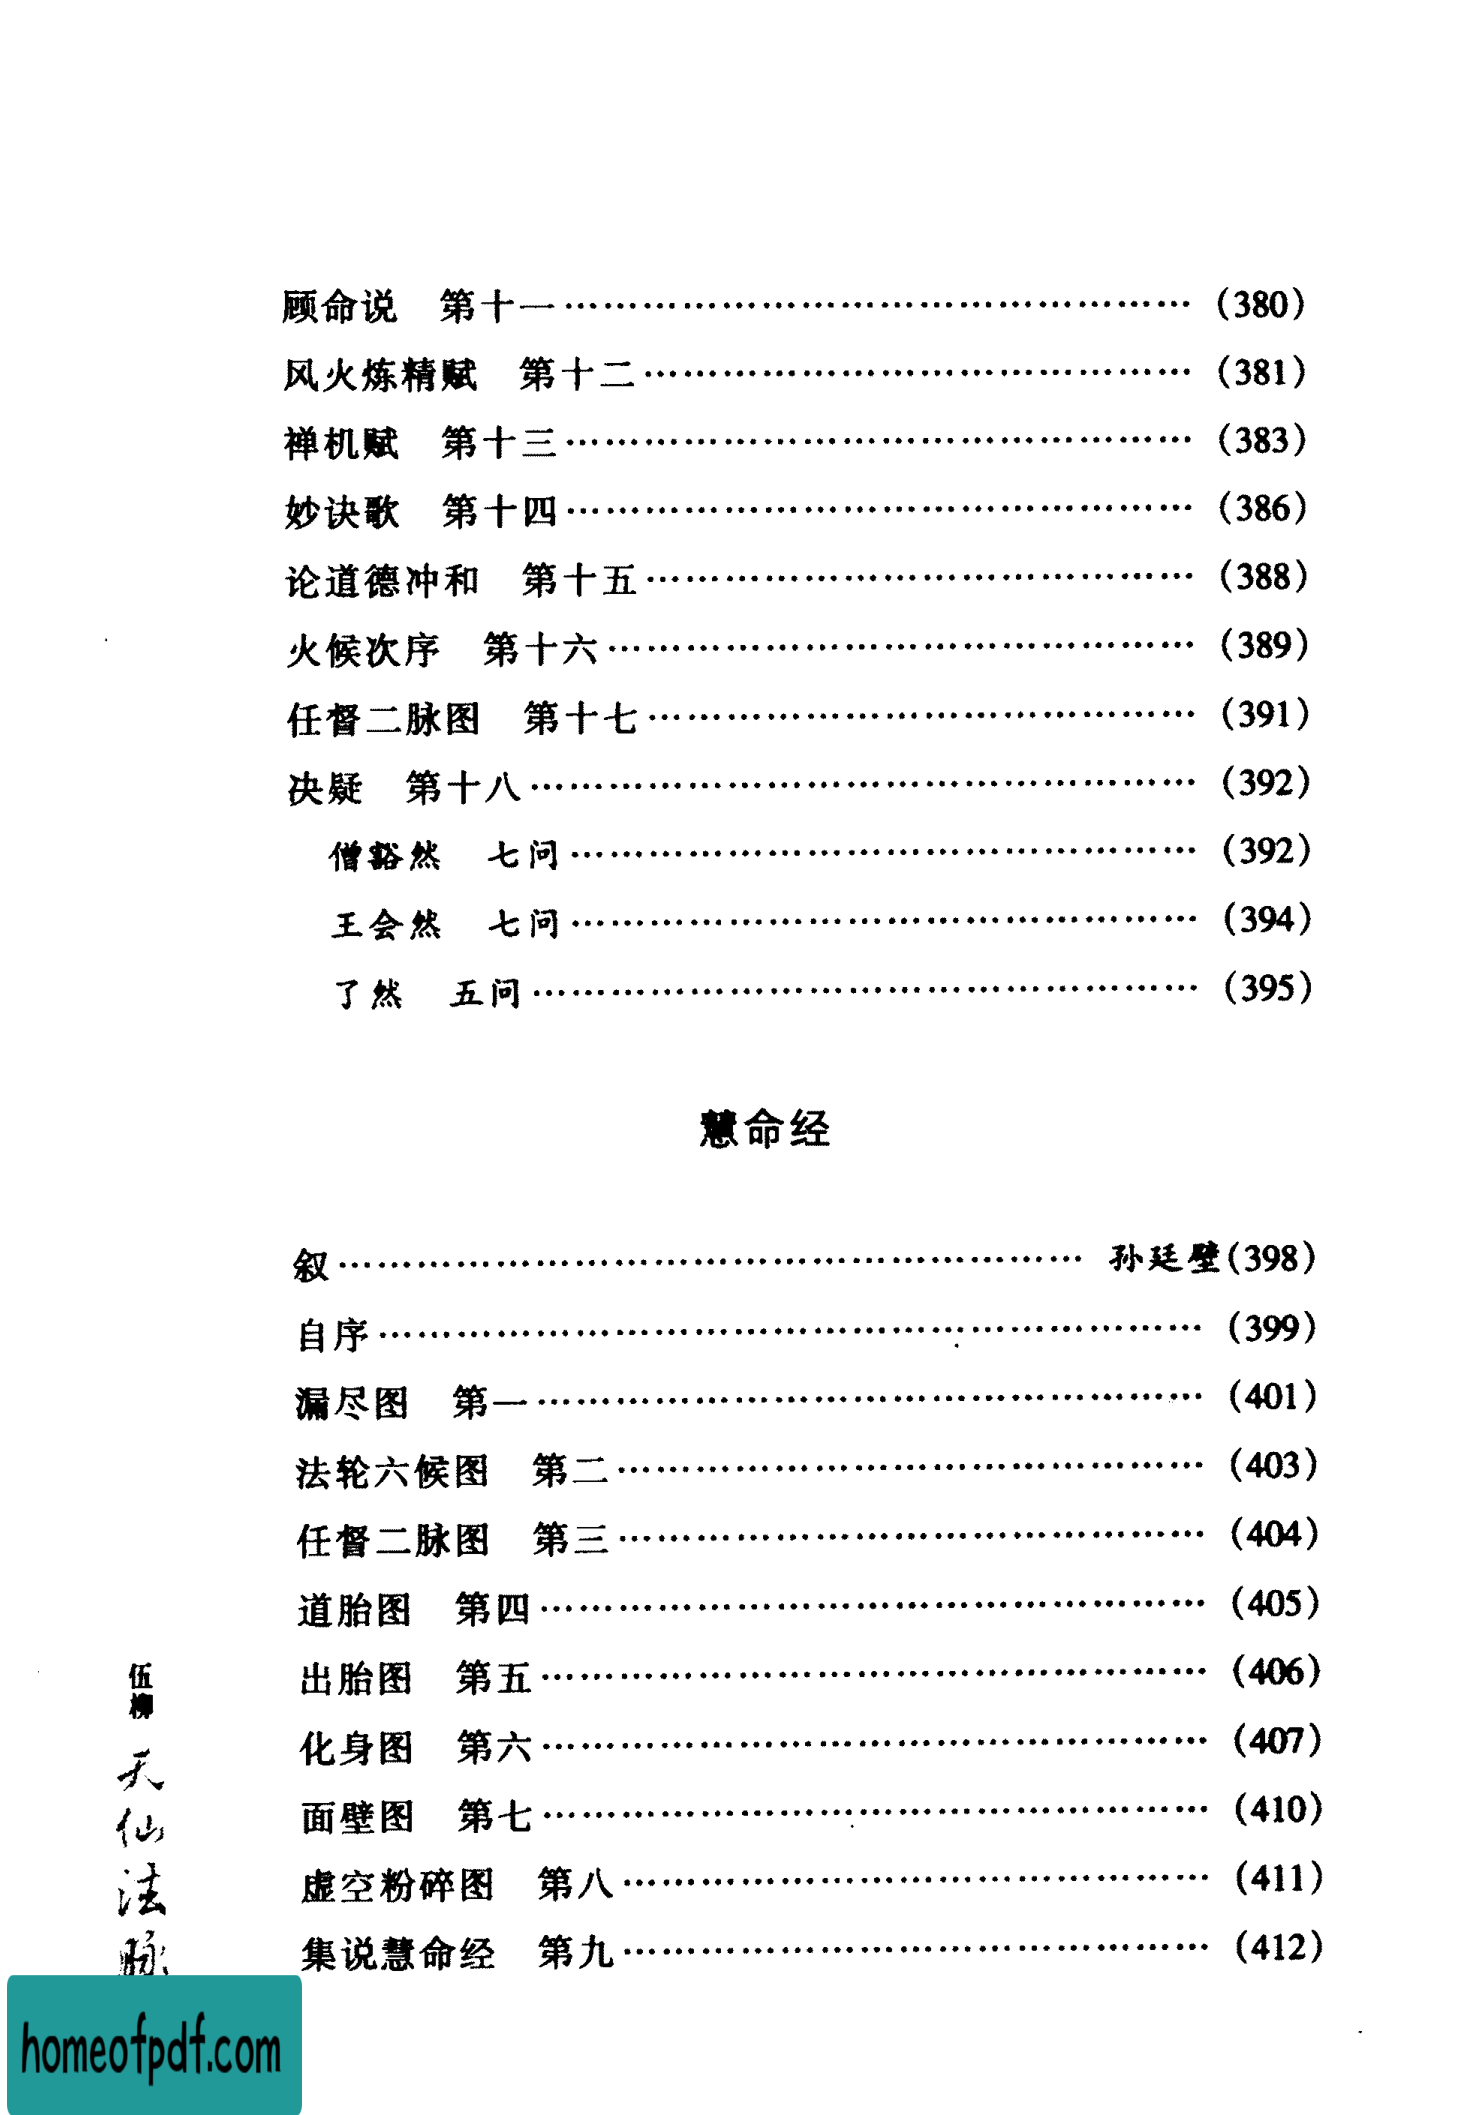 顾命说　第十一……………………………………………（380）
风火炼精赋　第十二………………………………………（381）
禅机赋　第十三……………………………………………（383）
妙诀歌　第十四……………………………………………（386）
论道德冲和　第十五………………………………………（388）
火候次序　第十六…………………………………………（389）
任督二脉图　第十七………………………………………（391）
决疑　第十八………………………………………………（392）
僧豁然　七问………………………………………………（392）
王会然　七问………………………………………………（394）
了然　五问…………………………………………………（395）
慧命经
叙……………………………………………………孙廷壁（398）
自序…………………………………………………………（399）
漏尽图　第一………………………………………………（401）
法轮六候图　第二…………………………………………（403）
任督二脉图　第三…………………………………………（404）
道胎图　第四………………………………………………（405）
出胎图　第五………………………………………………（406）
化身图　第六………………………………………………（407）
面壁图　第七………………………………………………（410）
虚空粉碎图　第八…………………………………………（411）
集说慧命经　第九…………………………………………（412）
伍柳
天仙法脉
homeofpdf.com